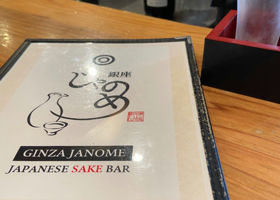 銀座
じゃのめ
GINZA JANOME
JAPANESE SAKE BAR